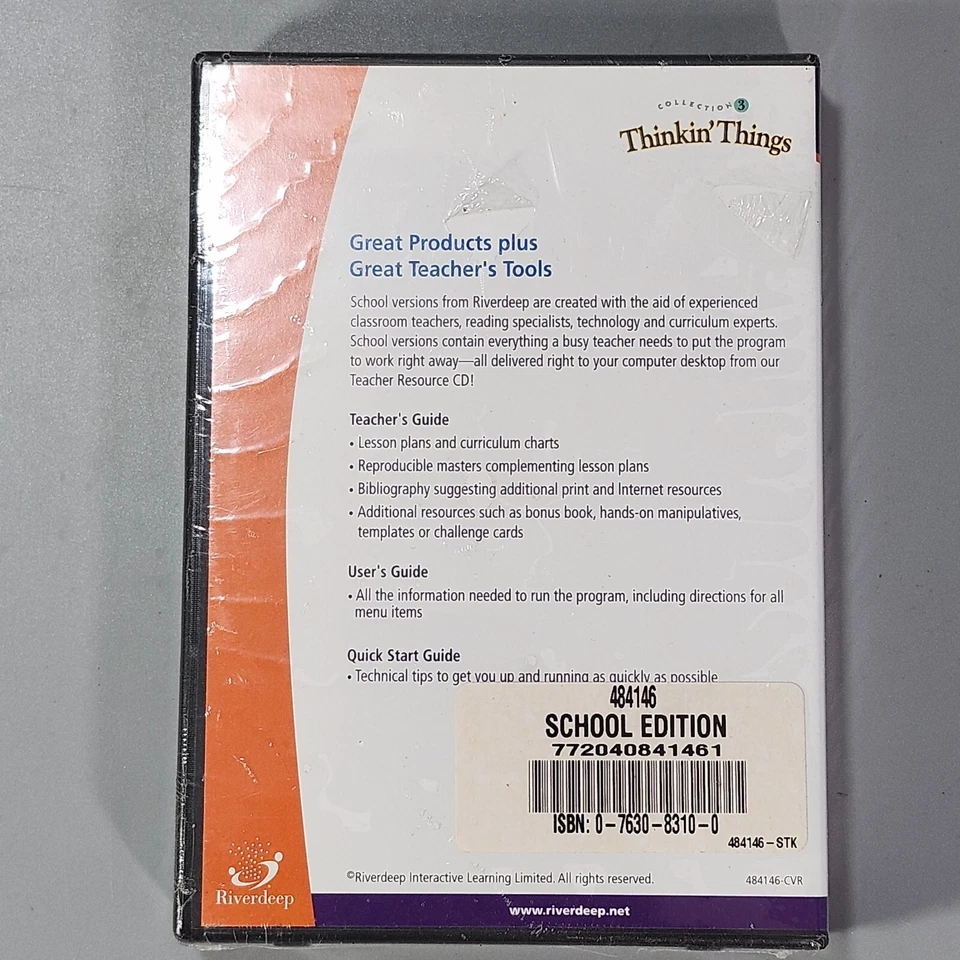 COLLECTION 3
Thinkin' Things
Great Products plus
Great Teacher's Tools
School versions from Riverdeep are created with the aid of experienced
classroom teachers, reading specialists, technology and curriculum experts.
School versions contain everything a busy teacher needs to put the program
to work right away—all delivered right to your computer desktop from our
Teacher Resource CD!
Teacher's Guide
• Lesson plans and curriculum charts
• Reproducible masters complementing lesson plans
• Bibliography suggesting additional print and Internet resources
• Additional resources such as bonus book, hands-on manipulatives,
templates or challenge cards
User's Guide
• All the information needed to run the program, including directions for all
menu items
Quick Start Guide
• Technical tips to get you up and running as quickly as possible
484146
SCHOOL EDITION
772040841461
ISBN: 0-7630-8310-0
484146-STK
©Riverdeep Interactive Learning Limited. All rights reserved.
484146-CVR
Riverdeep
www.riverdeep.net